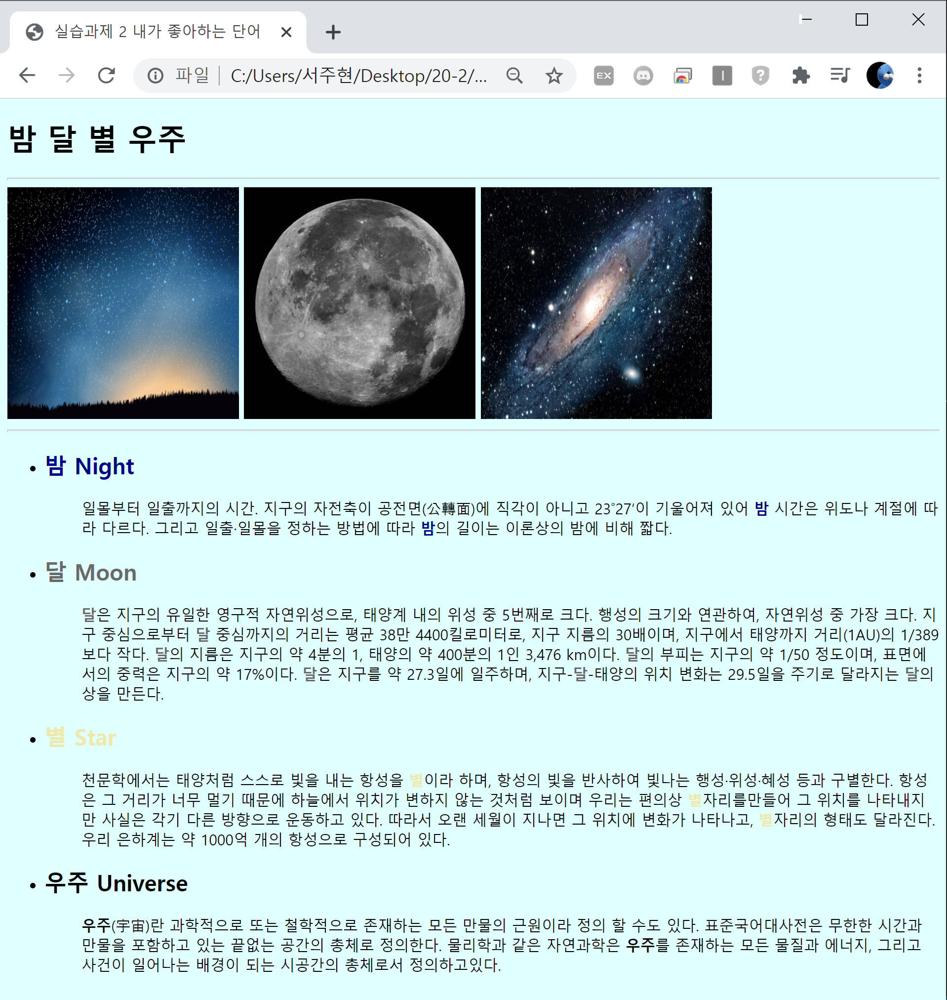 실습과제 2 내가 좋아하는 단어
파일 C:/Users/서주현/Desktop/20-2/...
EX
I
?
밤 달 별 우주
밤 Night
일몰부터 일출까지의 시간. 지구의 자전축이 공전면(公轉面)에 직각이 아니고 23°27′이 기울어져 있어 밤 시간은 위도나 계절에 따
라 다르다. 그리고 일출·일몰을 정하는 방법에 따라 밤의 길이는 이론상의 밤에 비해 짧다.
달 Moon
달은 지구의 유일한 영구적 자연위성으로, 태양계 내의 위성 중 5번째로 크다. 행성의 크기와 연관하여, 자연위성 중 가장 크다. 지
구 중심으로부터 달 중심까지의 거리는 평균 38만 4400킬로미터로, 지구 지름의 30배이며, 지구에서 태양까지 거리(1AU)의 1/389
보다 작다. 달의 지름은 지구의 약 4분의 1, 태양의 약 400분의 1인 3,476 km이다. 달의 부피는 지구의 약 1/50 정도이며, 표면에
서의 중력은 지구의 약 17%이다. 달은 지구를 약 27.3일에 일주하며, 지구-달-태양의 위치 변화는 29.5일을 주기로 달라지는 달의
상을 만든다.
별 Star
천문학에서는 태양처럼 스스로 빛을 내는 항성을 별이라 하며, 항성의 빛을 반사하여 빛나는 행성·위성·혜성 등과 구별한다. 항성
은 그 거리가 너무 멀기 때문에 하늘에서 위치가 변하지 않는 것처럼 보이며 우리는 편의상 별자리를만들어 그 위치를 나타내지
만 사실은 각기 다른 방향으로 운동하고 있다. 따라서 오랜 세월이 지나면 그 위치에 변화가 나타나고, 별자리의 형태도 달라진다.
우리 은하계는 약 1000억 개의 항성으로 구성되어 있다.
우주 Universe
우주(宇宙)란 과학적으로 또는 철학적으로 존재하는 모든 만물의 근원이라 정의 할 수도 있다. 표준국어대사전은 무한한 시간과
만물을 포함하고 있는 끝없는 공간의 총체로 정의한다. 물리학과 같은 자연과학은 우주를 존재하는 모든 물질과 에너지, 그리고
사건이 일어나는 배경이 되는 시공간의 총체로서 정의하고있다.